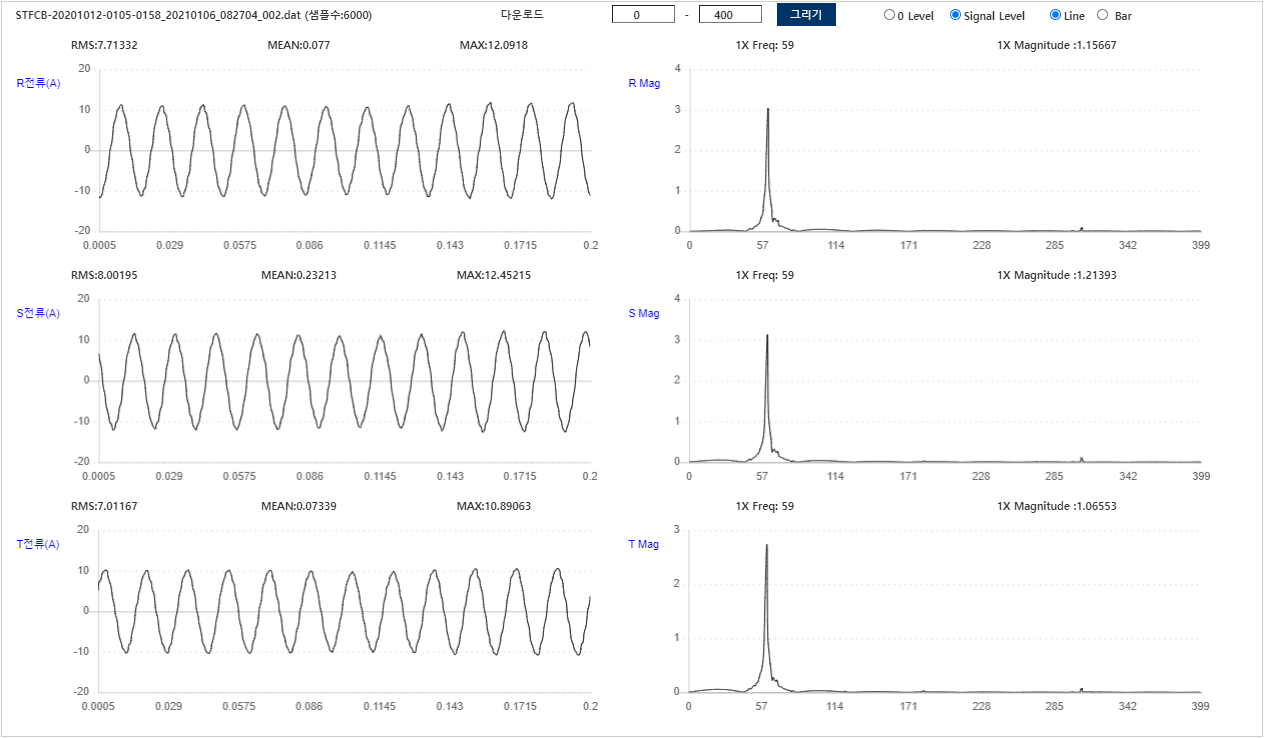 STFCB-20201012-0105-0158_20210106_082704_002.dat (샘플수:6000) 다운로드 0 - 400 그리기 0 Level Signal Level Line Bar
RMS:7.71332 MEAN:0.077 MAX:12.0918 1X Freq: 59 1X Magnitude :1.15667
R전류(A)
20
10
0
-10
-20
0.0005 0.029 0.0575 0.086 0.1145 0.143 0.1715 0.2
R Mag
4
3
2
1
0
0 57 114 171 228 285 342 399
RMS:8.00195 MEAN:0.23213 MAX:12.45215 1X Freq: 59 1X Magnitude :1.21393
S전류(A)
20
10
0
-10
-20
0.0005 0.029 0.0575 0.086 0.1145 0.143 0.1715 0.2
S Mag
4
3
2
1
0
0 57 114 171 228 285 342 399
RMS:7.01167 MEAN:0.07339 MAX:10.89063 1X Freq: 59 1X Magnitude :1.06553
T전류(A)
20
10
0
-10
-20
0.0005 0.029 0.0575 0.086 0.1145 0.143 0.1715 0.2
T Mag
3
2
1
0
0 57 114 171 228 285 342 399